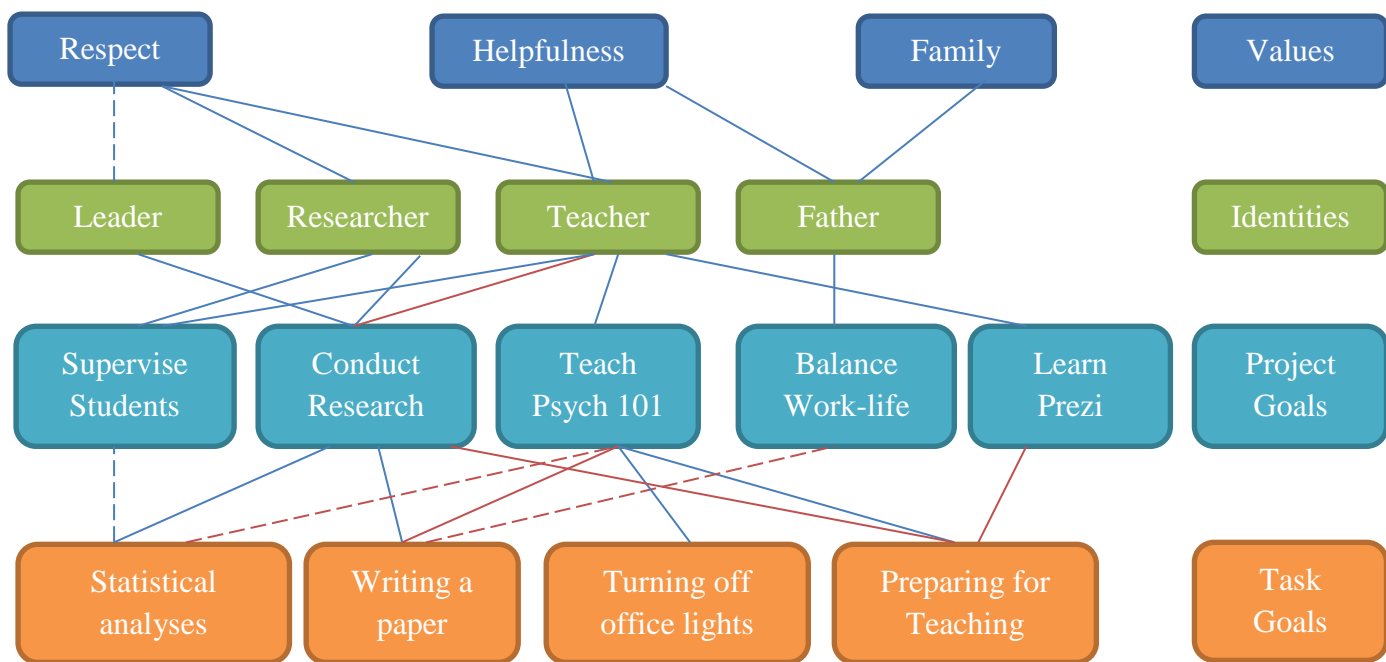 Respect
Helpfulness
Family
Values
Leader
Researcher
Teacher
Father
Identities
Supervise
Students
Conduct
Research
Teach
Psych 101
Balance
Work-life
Learn
Prezi
Project
Goals
Statistical
analyses
Writing a
paper
Turning off
office lights
Preparing for
Teaching
Task
Goals